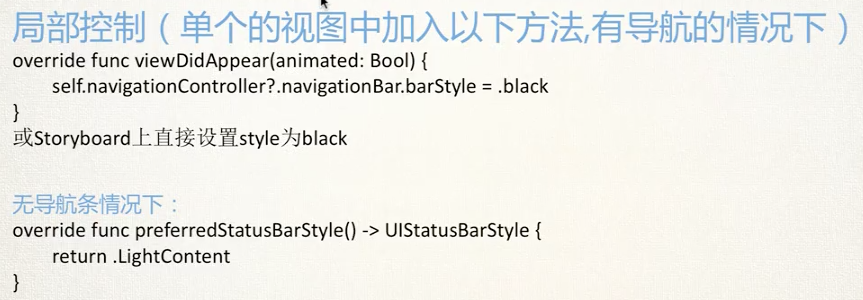 局部控制（单个的视图中加入以下方法,有导航的情况下）
override func viewDidAppear(animated: Bool) {
self.navigationController?.navigationBar.barStyle = .black
}
或Storyboard上直接设置style为black
无导航条情况下：
override func preferredStatusBarStyle() -> UIStatusBarStyle {
return .LightContent
}